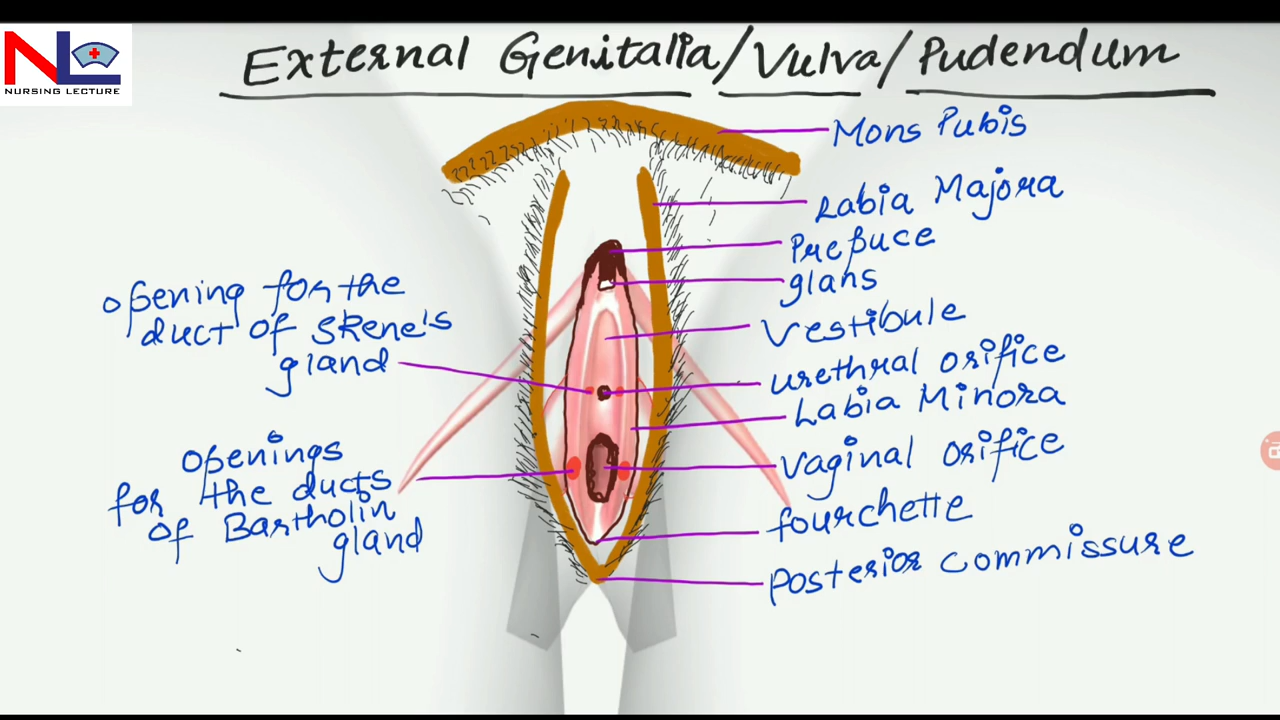 NL
NURSING LECTURE
External Genitalia/Vulva/Pudendum
Mons Pubis
Labia Majora
Prepuce
glans
Vestibule
urethral orifice
Labia Minora
vaginal orifice
fourchette
posterior commissure
opening for the
duct of Skene's
gland
openings
for the ducts
of Bartholin
gland